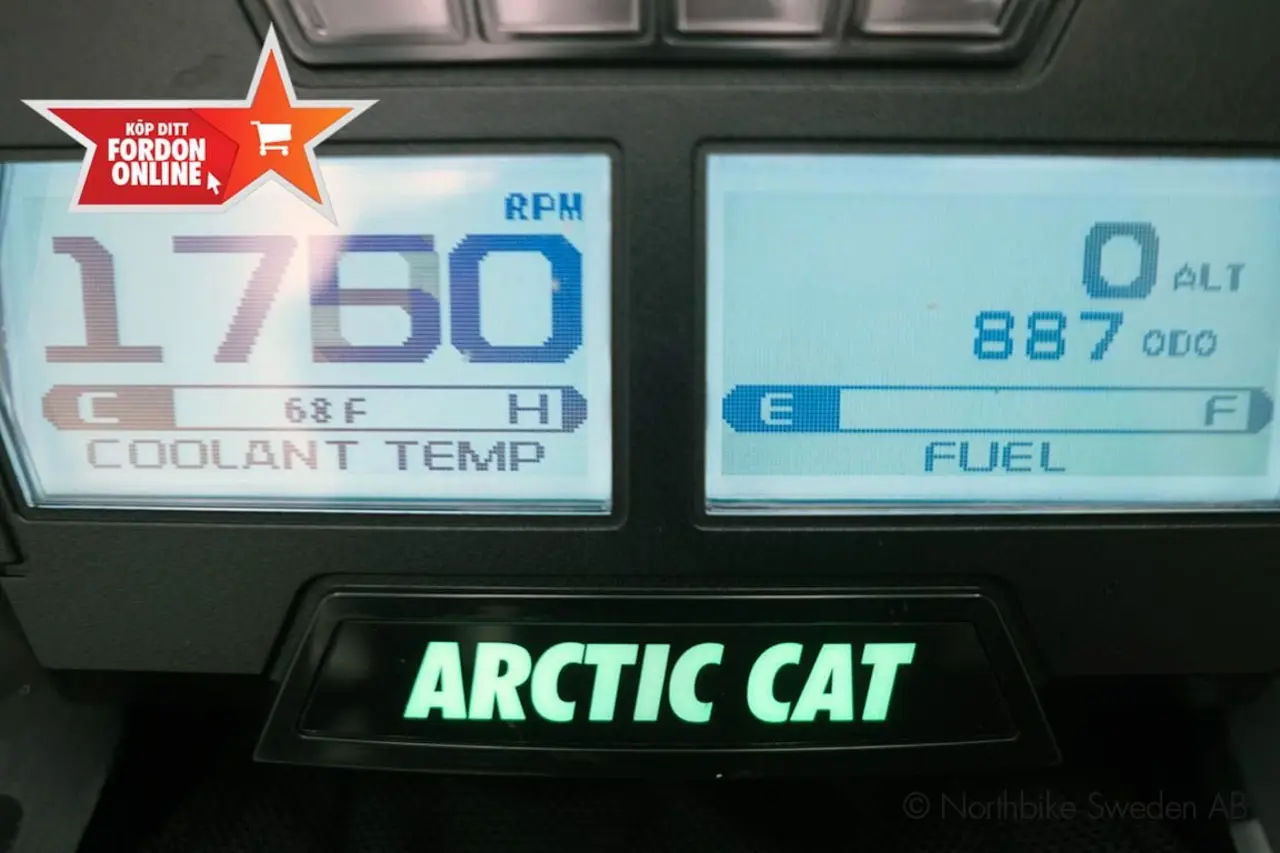 KÖP DITT
FORDON
ONLINE
RPM
1760
C 68 F H
COOLANT TEMP
0 ALT
887 ODO
E F
FUEL
ARCTIC CAT
© Northbike Sweden AB